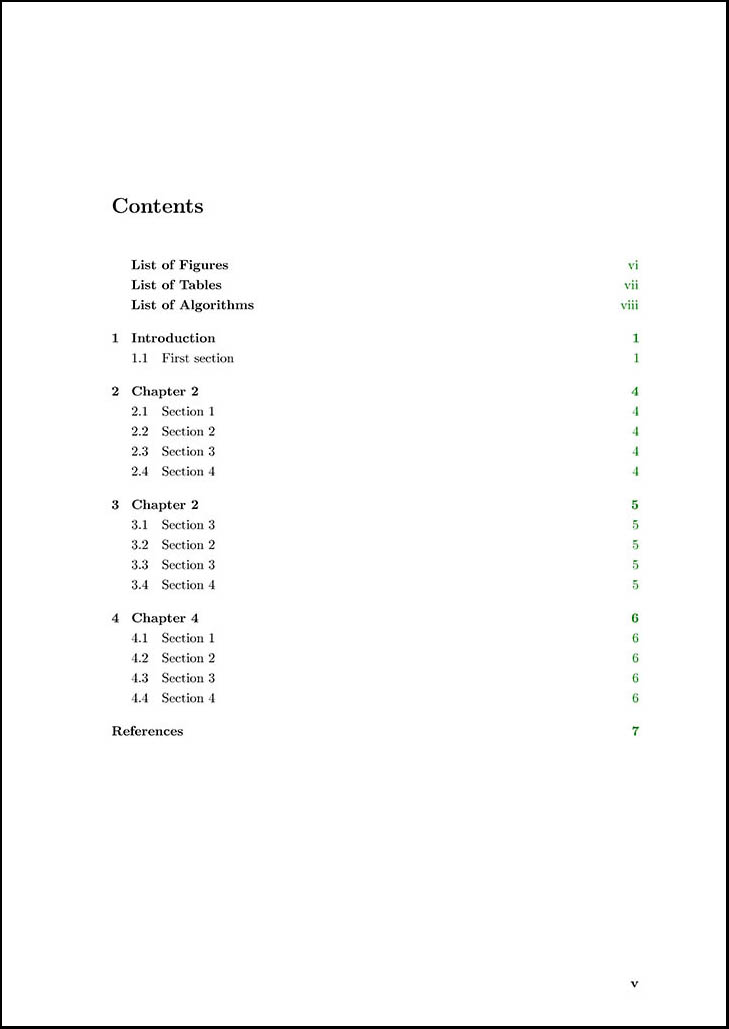 Contents
List of Figures vi
List of Tables vii
List of Algorithms viii
1 Introduction 1
1.1 First section 1
2 Chapter 2 4
2.1 Section 1 4
2.2 Section 2 4
2.3 Section 3 4
2.4 Section 4 4
3 Chapter 2 5
3.1 Section 3 5
3.2 Section 2 5
3.3 Section 3 5
3.4 Section 4 5
4 Chapter 4 6
4.1 Section 1 6
4.2 Section 2 6
4.3 Section 3 6
4.4 Section 4 6
References 7
v